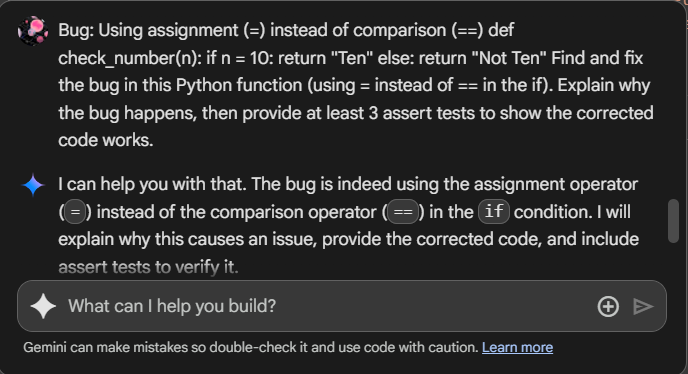 Bug: Using assignment (=) instead of comparison (==) def
check_number(n): if n = 10: return "Ten" else: return "Not Ten" Find and fix
the bug in this Python function (using = instead of == in the if). Explain why
the bug happens, then provide at least 3 assert tests to show the corrected
code works.
I can help you with that. The bug is indeed using the assignment operator
(=) instead of the comparison operator (==) in the if condition. I will
explain why this causes an issue, provide the corrected code, and include
assert tests to verify it.
What can I help you build?
Gemini can make mistakes so double-check it and use code with caution. Learn more